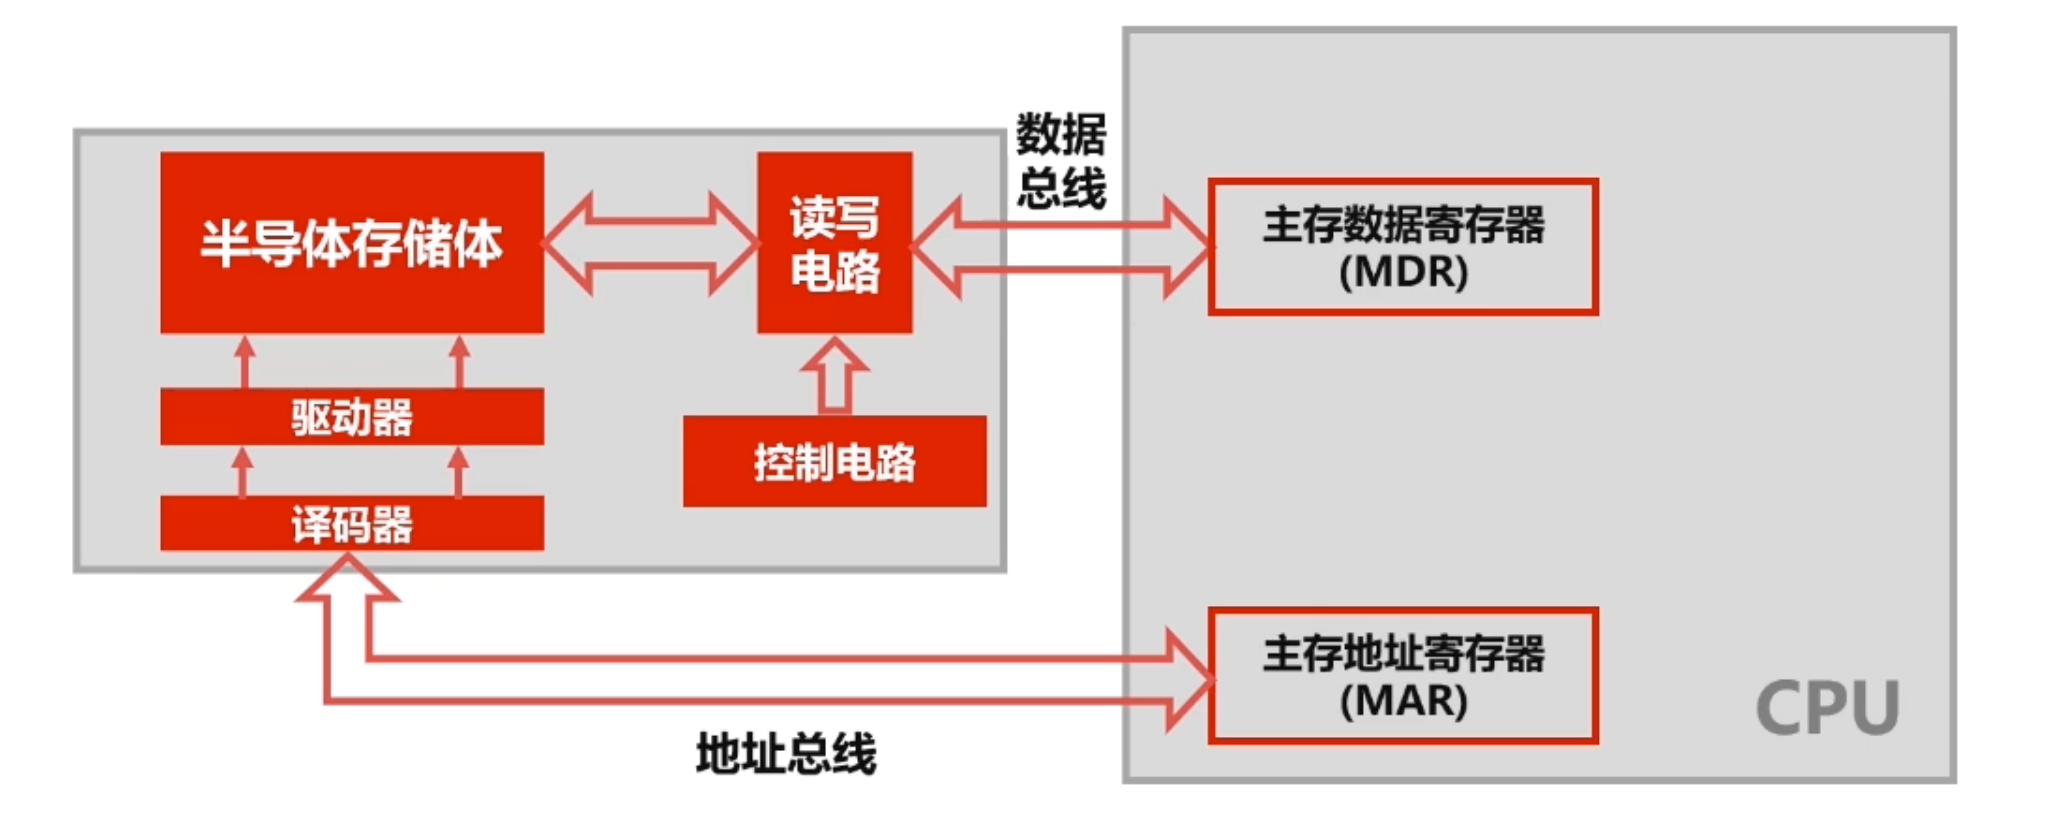 数据
总线
半导体存储体
读写
电路
主存数据寄存器
(MDR)
驱动器
控制电路
译码器
主存地址寄存器
(MAR)
CPU
地址总线